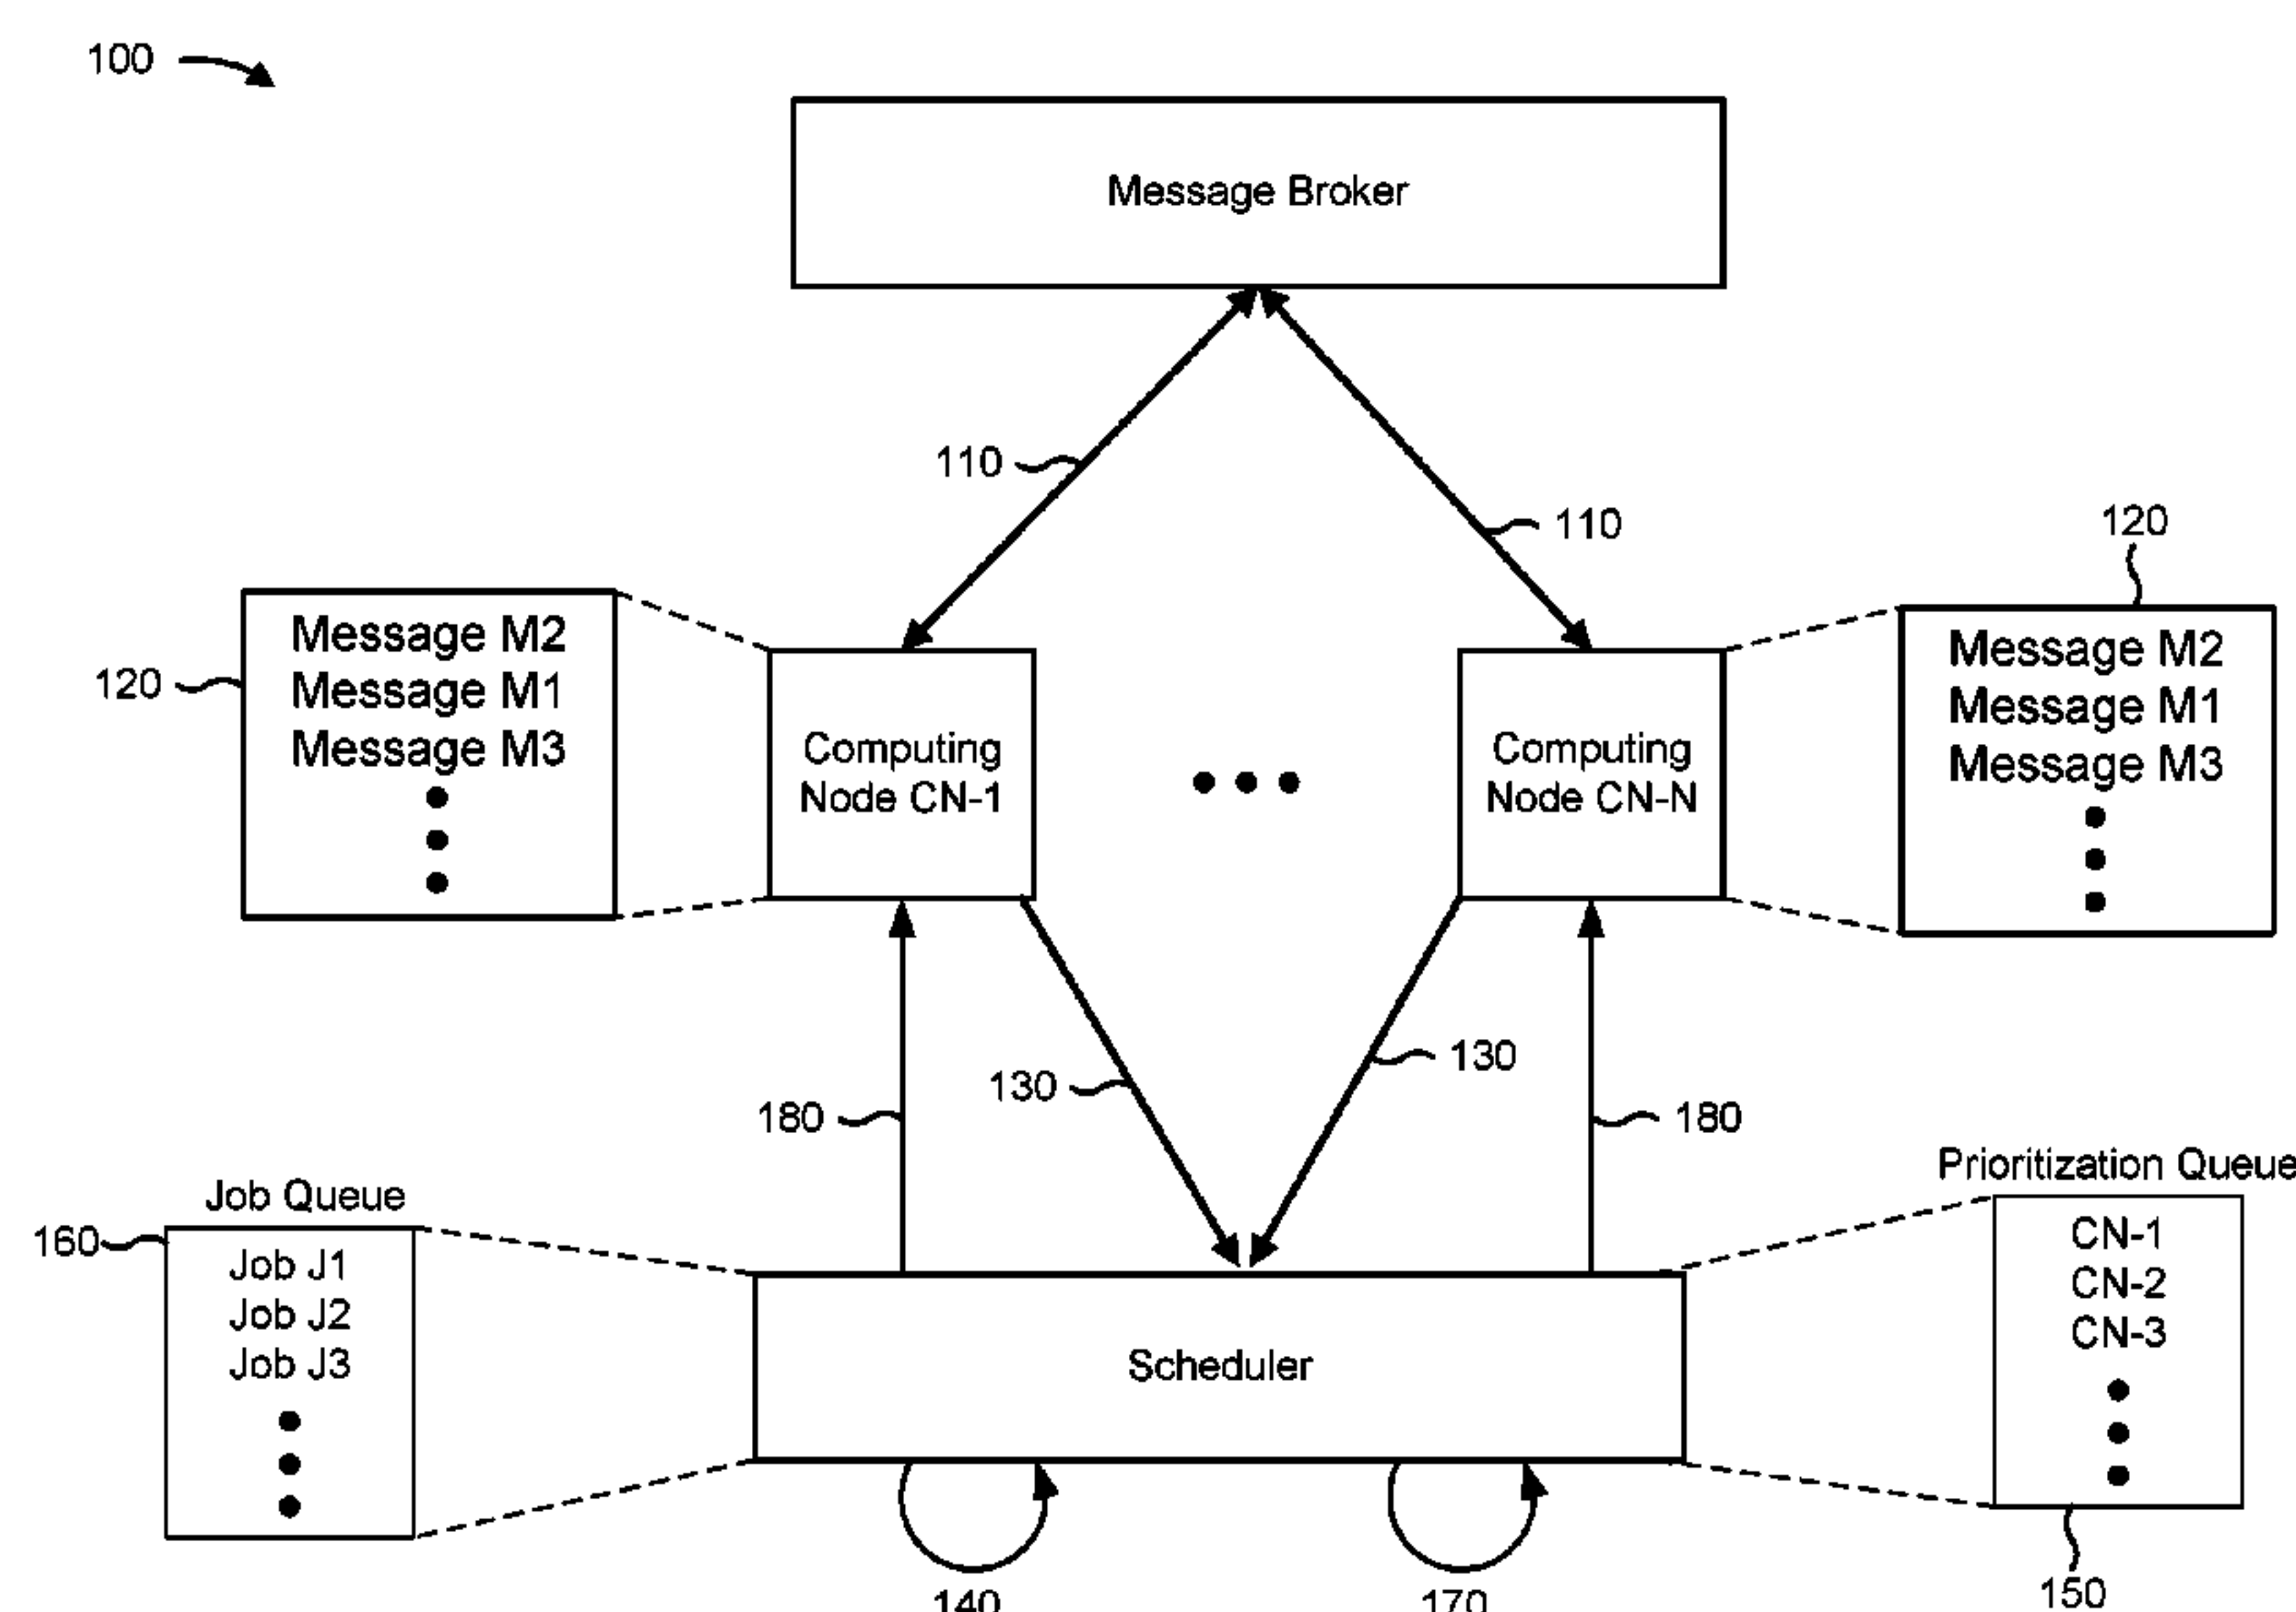 100
Message Broker
110
110
120
Message M2
Message M1
Message M3
120
Message M2
Message M1
Message M3
Computing
Node CN-1
Computing
Node CN-N
130
130
180
180
Job Queue
160
Job J1
Job J2
Job J3
Scheduler
Prioritization Queue
CN-1
CN-2
CN-3
140
170
150